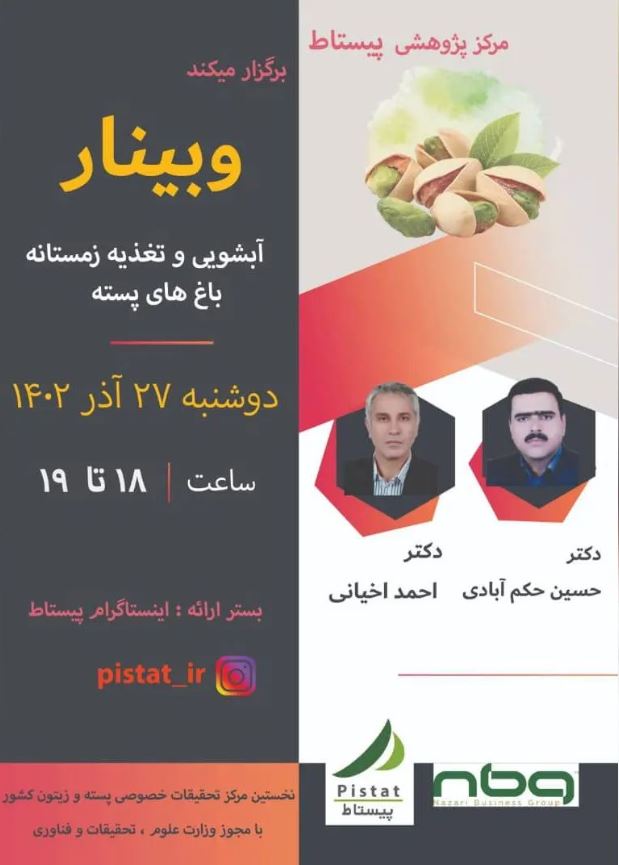 مرکز پژوهشی پیستاط
برگزار میکند
وبینار
آبشویی و تغذیه زمستانه
باغ های پسته
دوشنبه ۲۷ آذر ۱۴۰۲
ساعت | ۱۸ تا ۱۹
دکتر
حسین حکم آبادی
دکتر
احمد اخیانی
بستر ارائه : اینستاگرام پیستاط
pistat_ir
نخستین مرکز تحقیقات خصوصی پسته و زیتون کشور
با مجوز وزارت علوم ، تحقیقات و فناوری
Pistat
پیستاط
nbg
Nazari Business Group